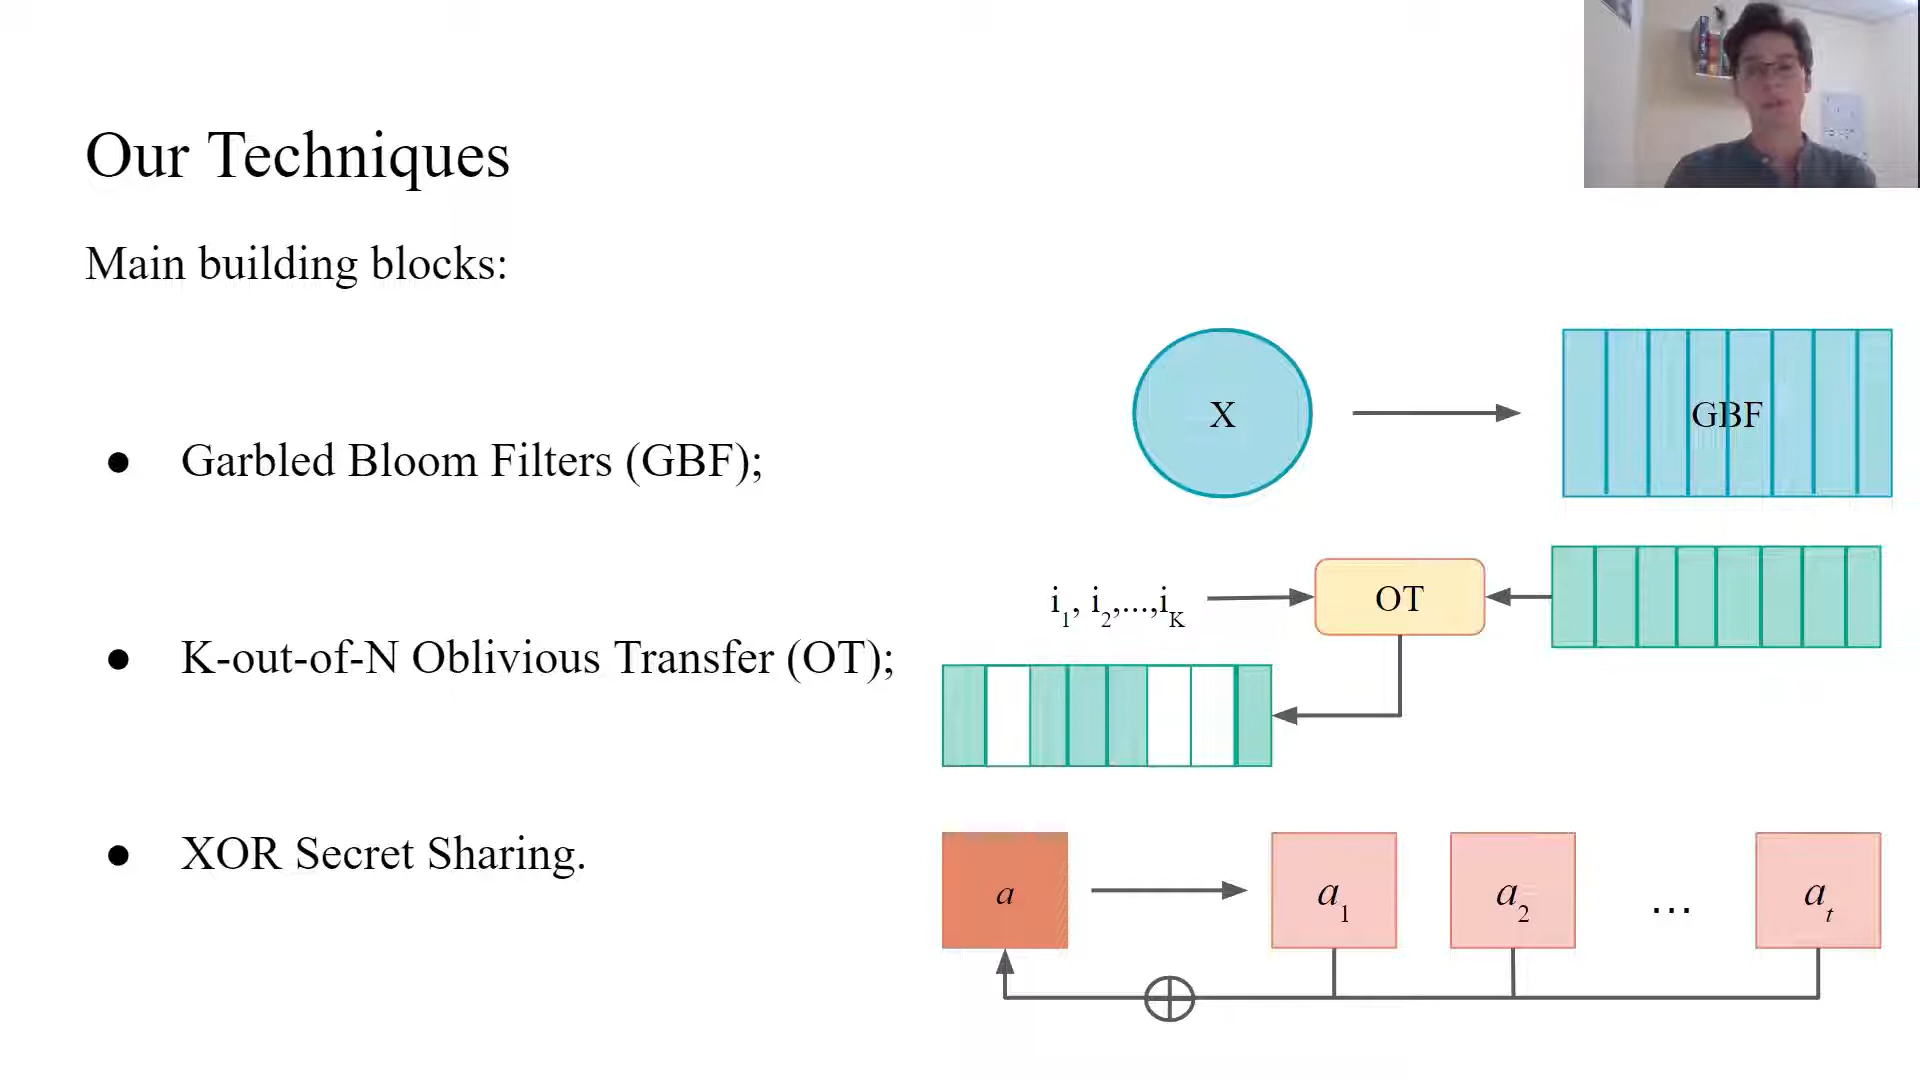 Our Techniques
Main building blocks:
X
GBF
● Garbled Bloom Filters (GBF);
i1, i2,...,iK
OT
● K-out-of-N Oblivious Transfer (OT);
● XOR Secret Sharing.
a
a1
a2
...
at